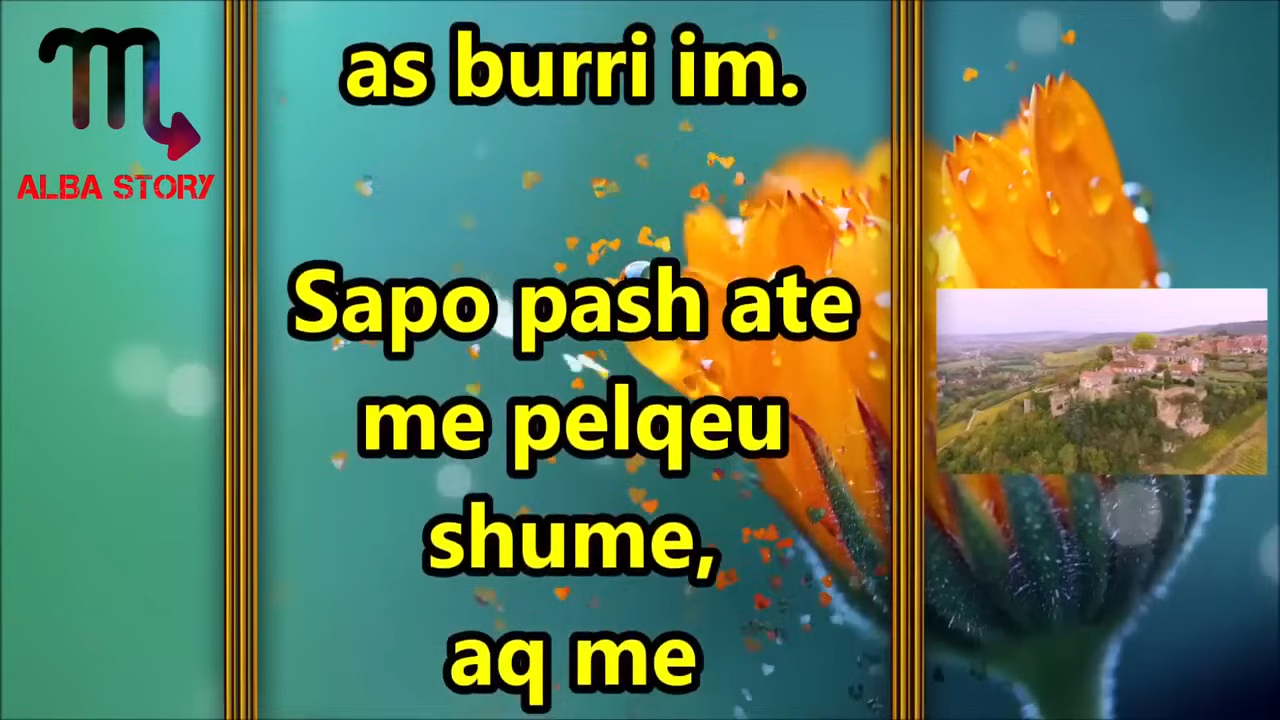 ALBA STORY
as burri im.
Sapo pash ate
me pelqeu
shume,
aq me